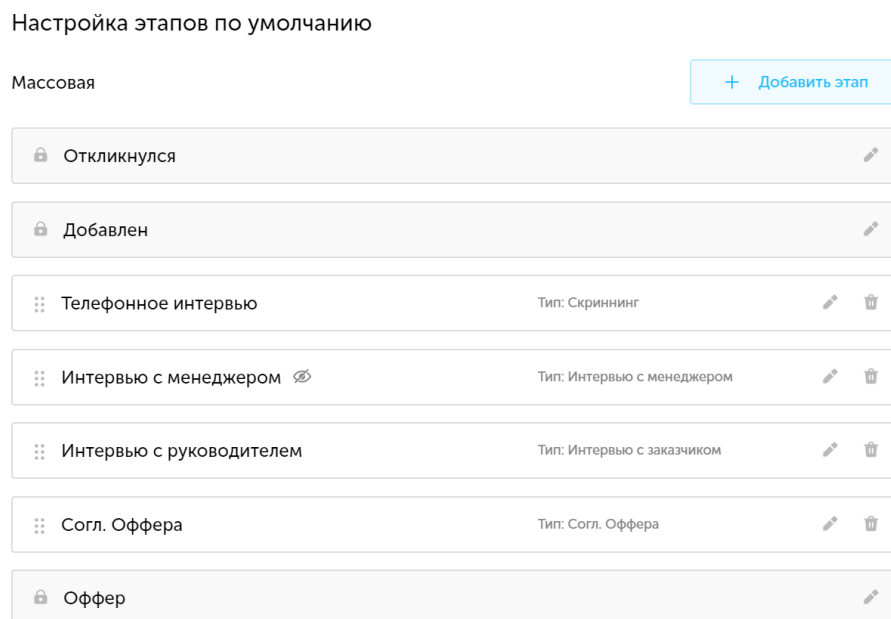 Настройка этапов по умолчанию
Массовая
+ Добавить этап
Откликнулся
Добавлен
Телефонное интервью Тип: Скриннинг
Интервью с менеджером Тип: Интервью с менеджером
Интервью с руководителем Тип: Интервью с заказчиком
Согл. Оффера Тип: Согл. Оффера
Оффер